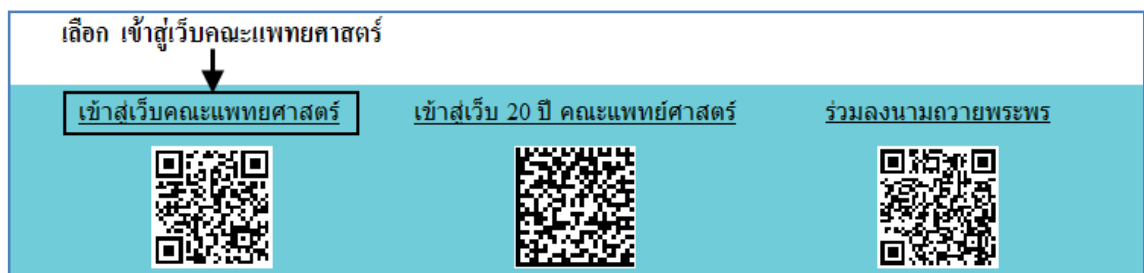 เลือก เข้าสู่เว็บคณะแพทยศาสตร์
เข้าสู่เว็บคณะแพทยศาสตร์ เข้าสู่เว็บ 20 ปี คณะแพทย์ศาสตร์ ร่วมลงนามถวายพระพร